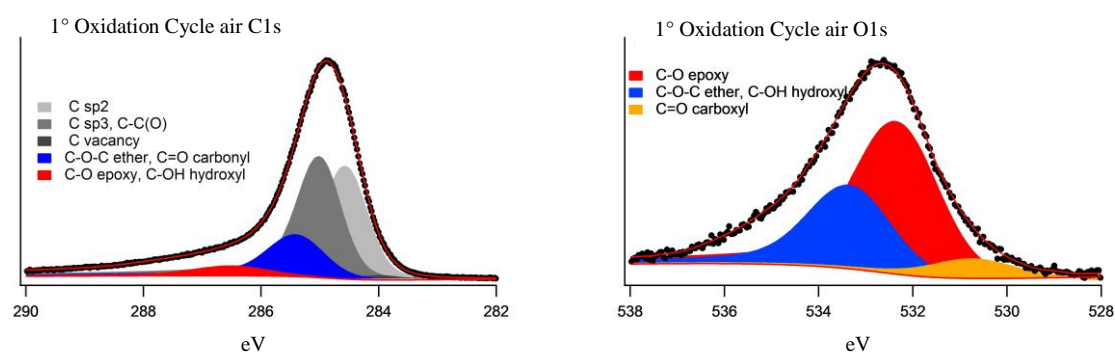 1° Oxidation Cycle air C1s
C sp2
C sp3, C-C(O)
C vacancy
C-O-C ether, C=O carbonyl
C-O epoxy, C-OH hydroxyl
290 288 286 284 282
eV
1° Oxidation Cycle air O1s
C-O epoxy
C-O-C ether, C-OH hydroxyl
C=O carboxyl
538 536 534 532 530 528
eV